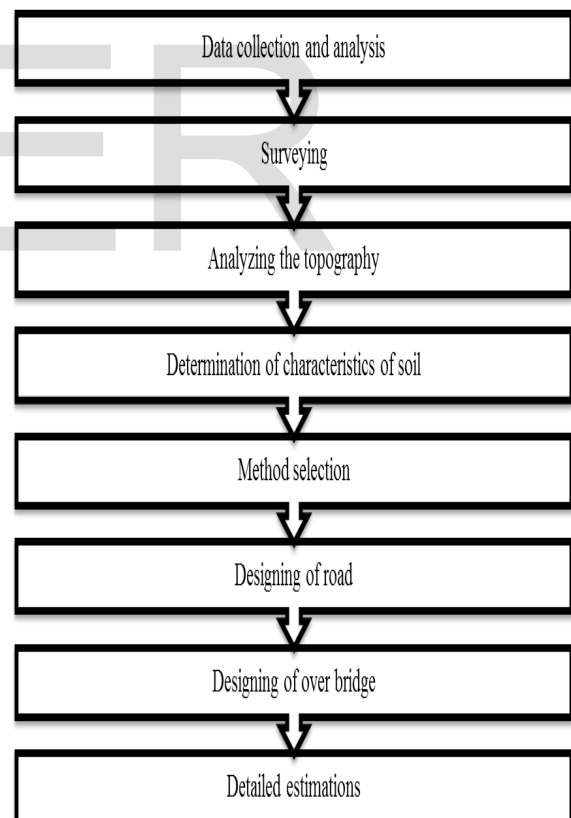 ER
Data collection and analysis
Surveying
Analyzing the topography
Determination of characteristics of soil
Method selection
Designing of road
Designing of over bridge
Detailed estimations